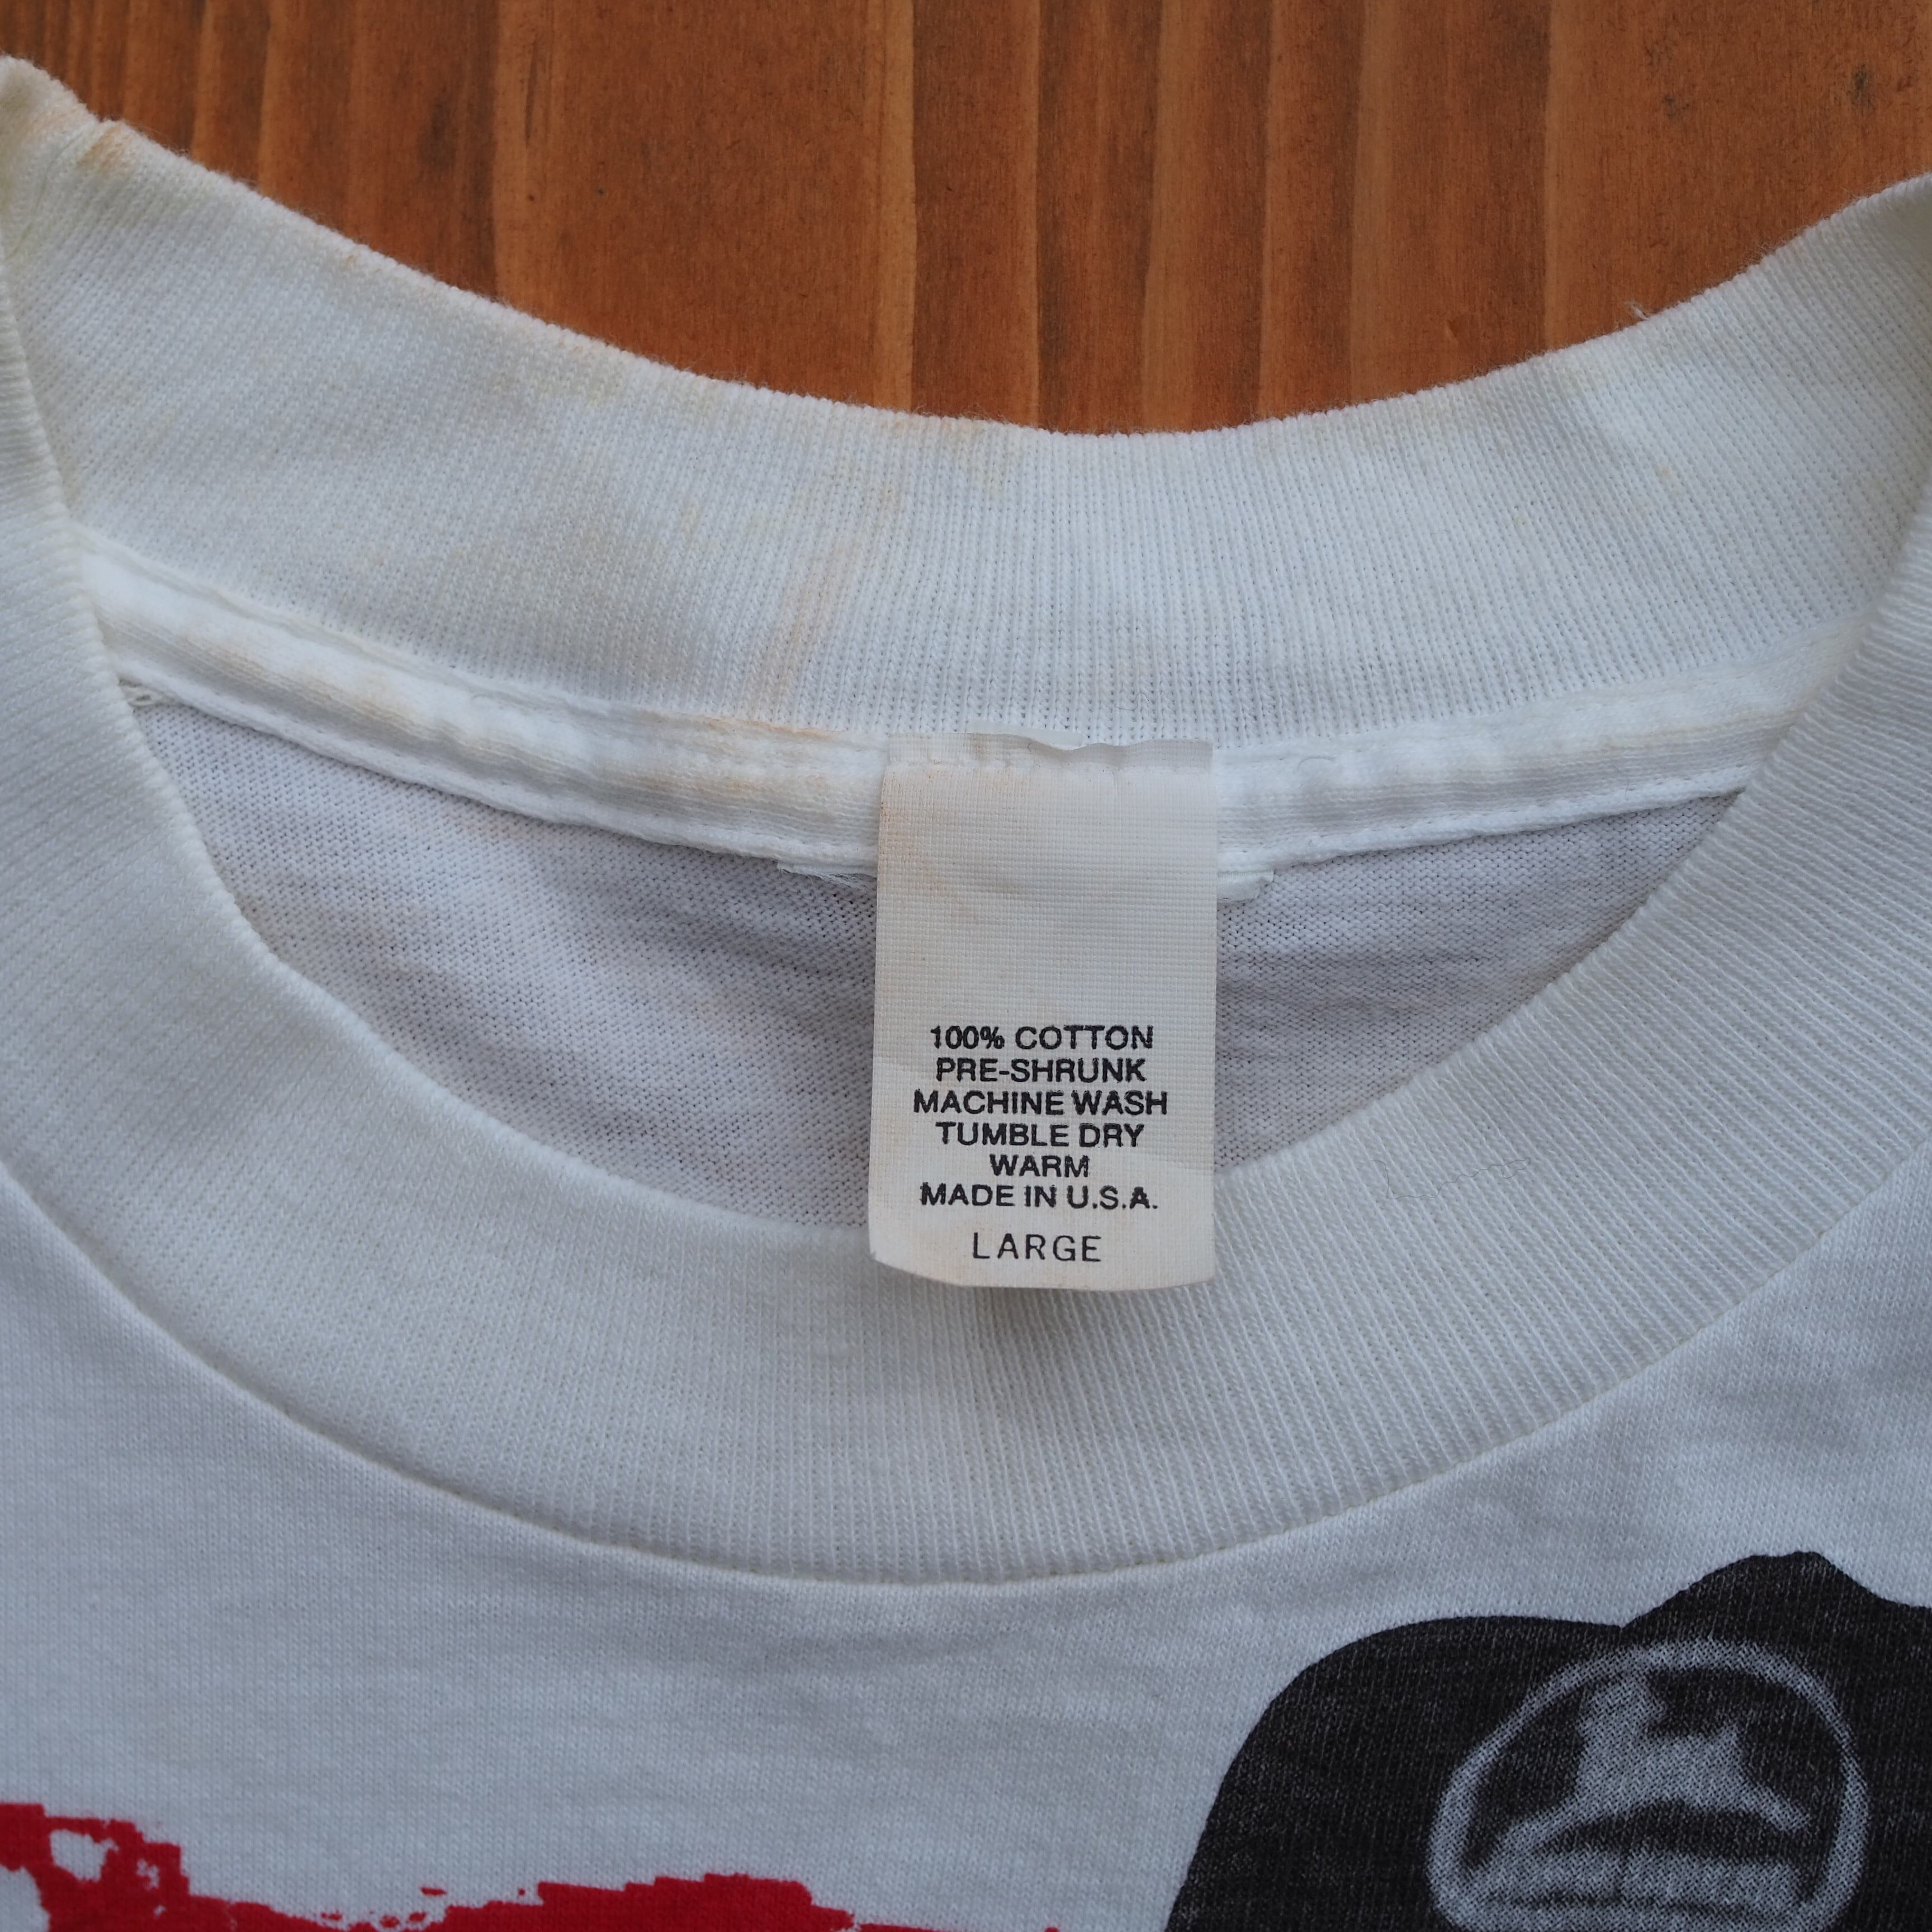 100% COTTON
PRE-SHRUNK
MACHINE WASH
TUMBLE DRY
WARM
MADE IN U.S.A.
LARGE